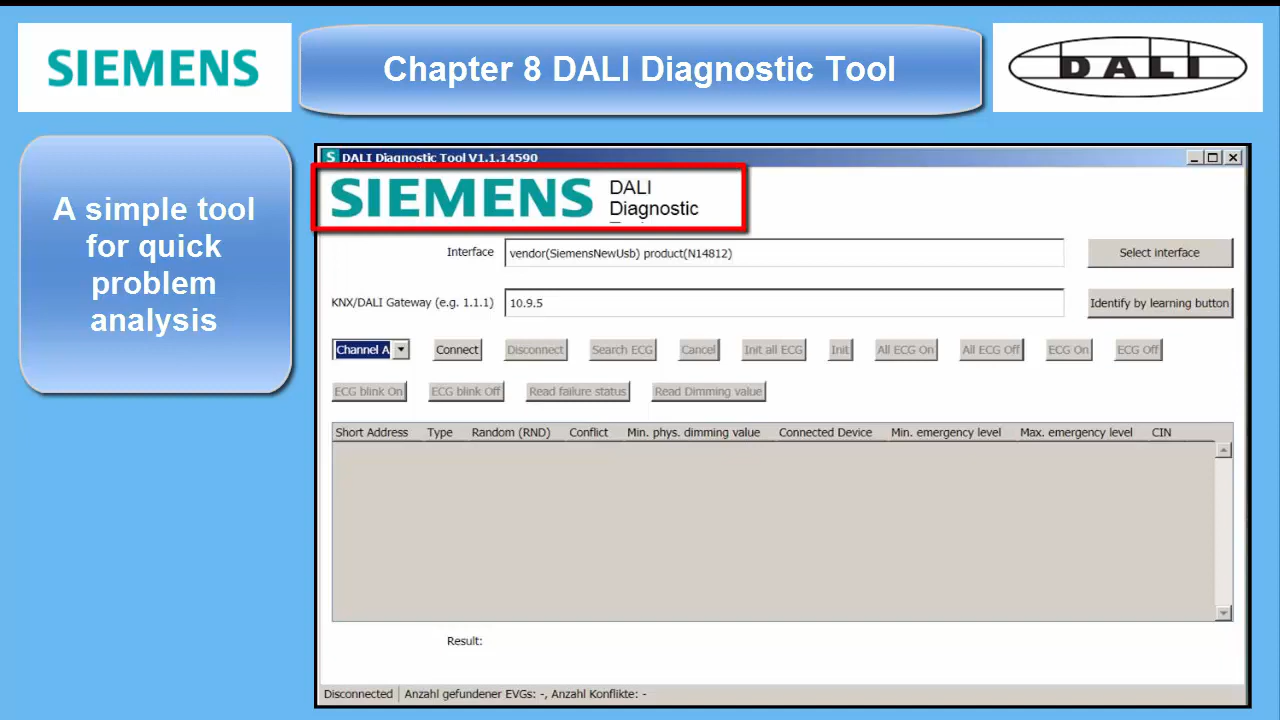 SIEMENS
Chapter 8 DALI Diagnostic Tool
DALI
A simple tool
for quick
problem
analysis
S DALI Diagnostic Tool V1.1.14590
SIEMENS
DALI
Diagnostic
Interface
vendor(SiemensNewUsb) product(N14812)
Select interface
KNX/DALI Gateway (e.g. 1.1.1)
10.9.5
Identify by learning button
Channel A
Connect
Disconnect
Search ECG
Cancel
Init all ECG
Init
All ECG On
All ECG Off
ECG On
ECG Off
ECG blink On
ECG blink Off
Read failure status
Read Dimming value
Short Address
Type
Random (RND)
Conflict
Min. phys. dimming value
Connected Device
Min. emergency level
Max. emergency level
CIN
Result:
Disconnected
Anzahl gefundener EVGs: -, Anzahl Konflikte: -